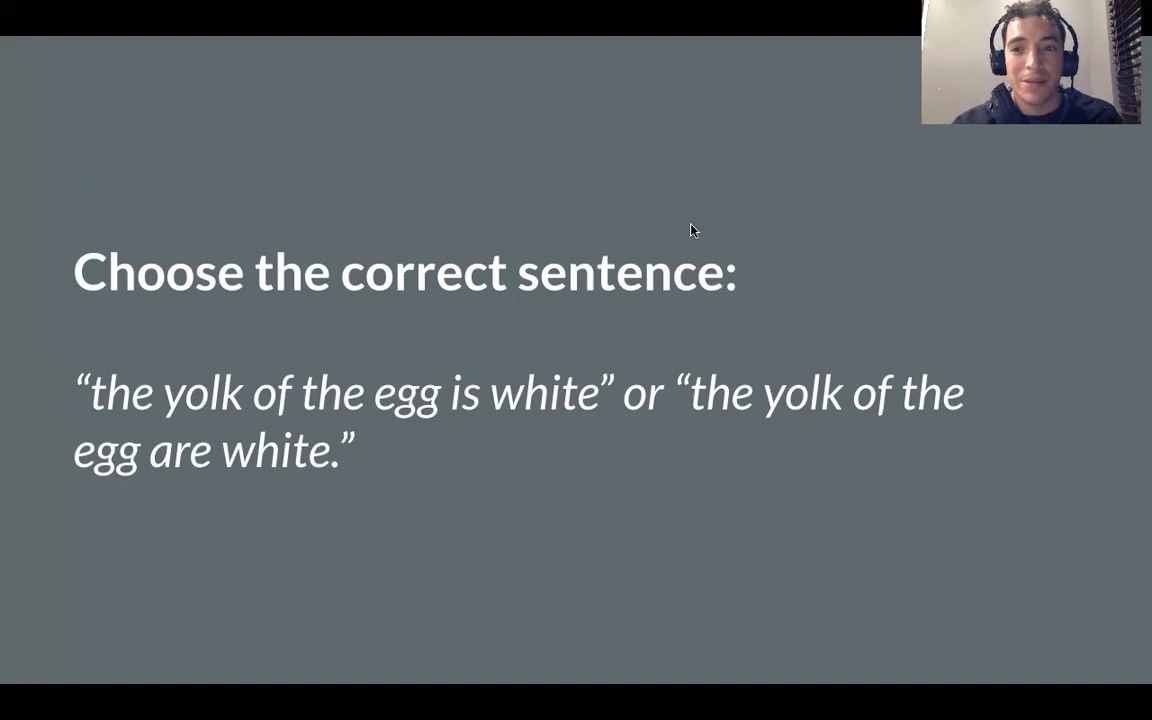 Choose the correct sentence:
“the yolk of the egg is white” or “the yolk of the
egg are white.”